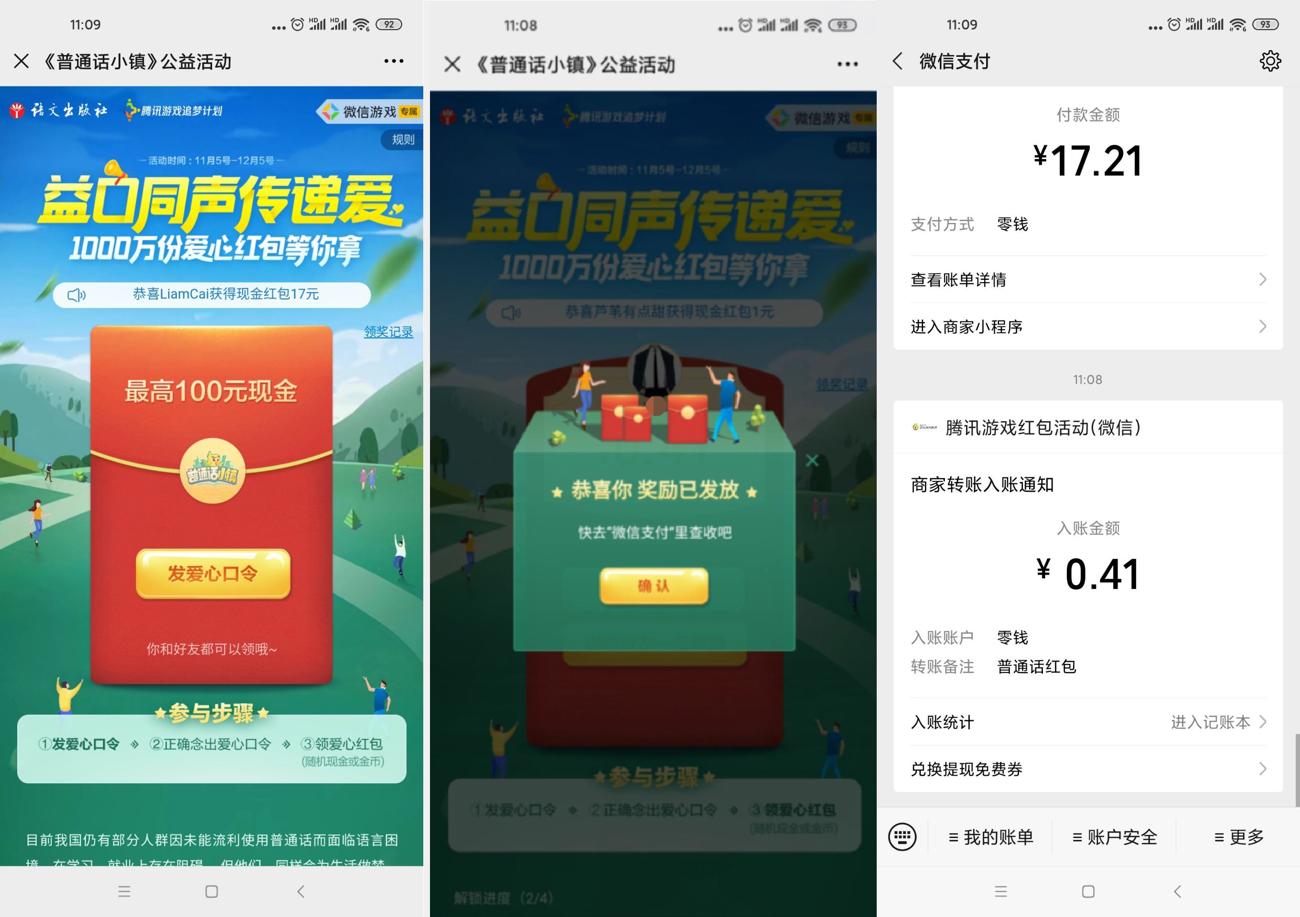 11:09
HD HD 92
《普通话小镇》公益活动
语文出版社
腾讯游戏追梦计划
微信游戏 专属
规则
活动时间：11月5号-12月5号
益口同声传递爱
1000万份爱心红包等你拿
恭喜LiamCai获得现金红包17元
领奖记录
最高100元现金
普通话小镇
发爱心口令
你和好友都可以领哦~
参与步骤
①发爱心口令 ②正确念出爱心口令 ③领爱心红包
(随机现金或金币)
目前我国仍有部分人群因未能流利使用普通话而面临语言困
境，在学习、就业上存在阻碍。但他们，同样会为生活做梦
11:08
HD HD 93
《普通话小镇》公益活动
语文出版社
腾讯游戏追梦计划
微信游戏 专属
规则
活动时间：11月5号-12月5号
益口同声传递爱
1000万份爱心红包等你拿
恭喜芦苇有点甜获得现金红包1元
领奖记录
恭喜你 奖励已发放
快去“微信支付”里查收吧
确认
参与步骤
①发爱心口令 ②正确念出爱心口令 ③领爱心红包
(随机现金或金币)
解锁进度（2/4）
11:09
HD HD 93
微信支付
付款金额
¥17.21
支付方式 零钱
查看账单详情
进入商家小程序
11:08
腾讯游戏红包活动(微信)
商家转账入账通知
入账金额
¥ 0.41
入账账户 零钱
转账备注 普通话红包
入账统计 进入记账本
兑换提现免费券
我的账单 账户安全 更多